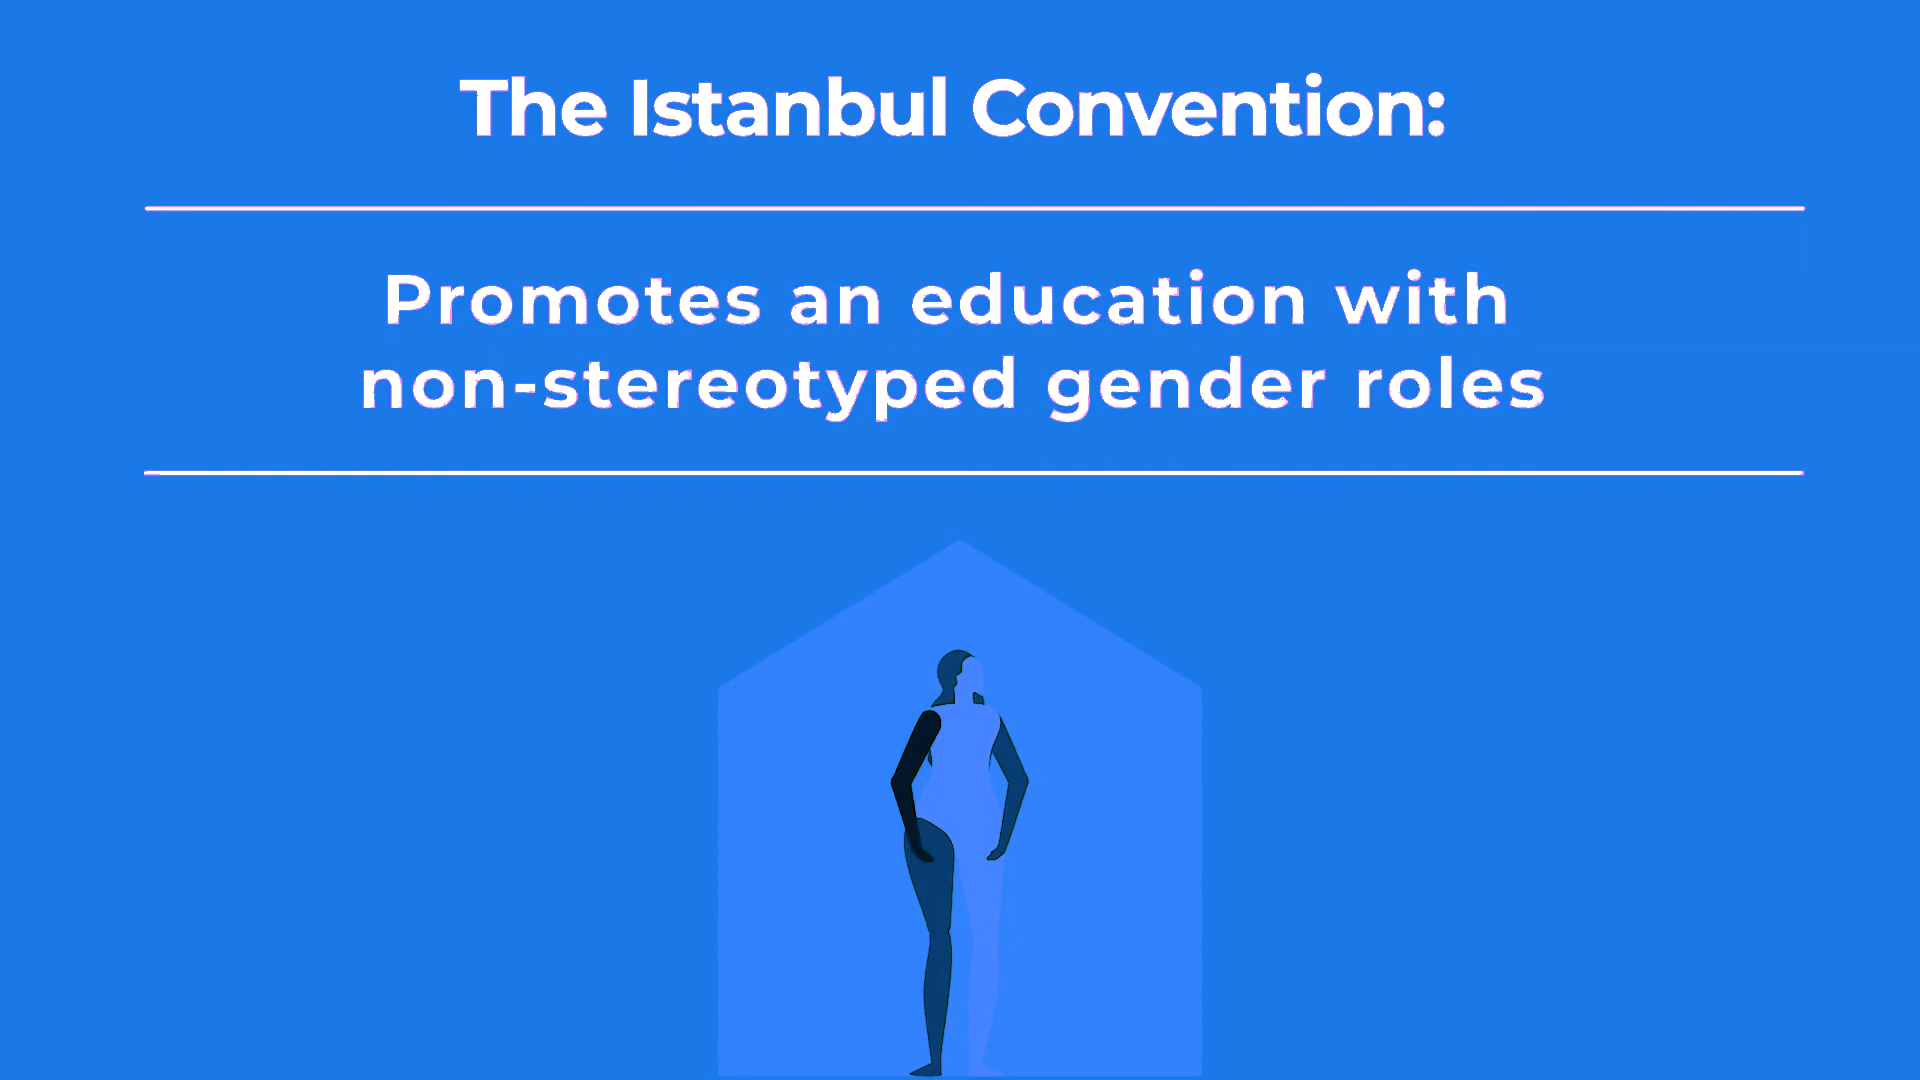 The Istanbul Convention:
Promotes an education with
non-stereotyped gender roles